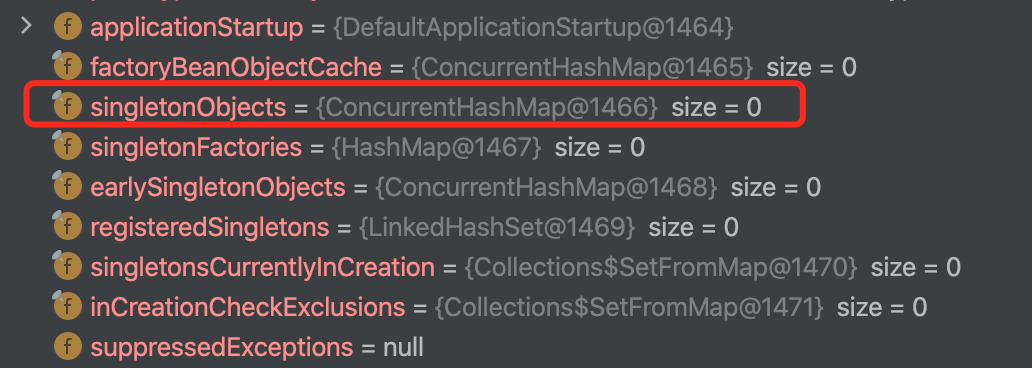 applicationStartup = {DefaultApplicationStartup@1464}
factoryBeanObjectCache = {ConcurrentHashMap@1465} size = 0
singletonObjects = {ConcurrentHashMap@1466} size = 0
singletonFactories = {HashMap@1467} size = 0
earlySingletonObjects = {ConcurrentHashMap@1468} size = 0
registeredSingletons = {LinkedHashSet@1469} size = 0
singletonsCurrentlyInCreation = {Collections$SetFromMap@1470} size = 0
inCreationCheckExclusions = {Collections$SetFromMap@1471} size = 0
suppressedExceptions = null